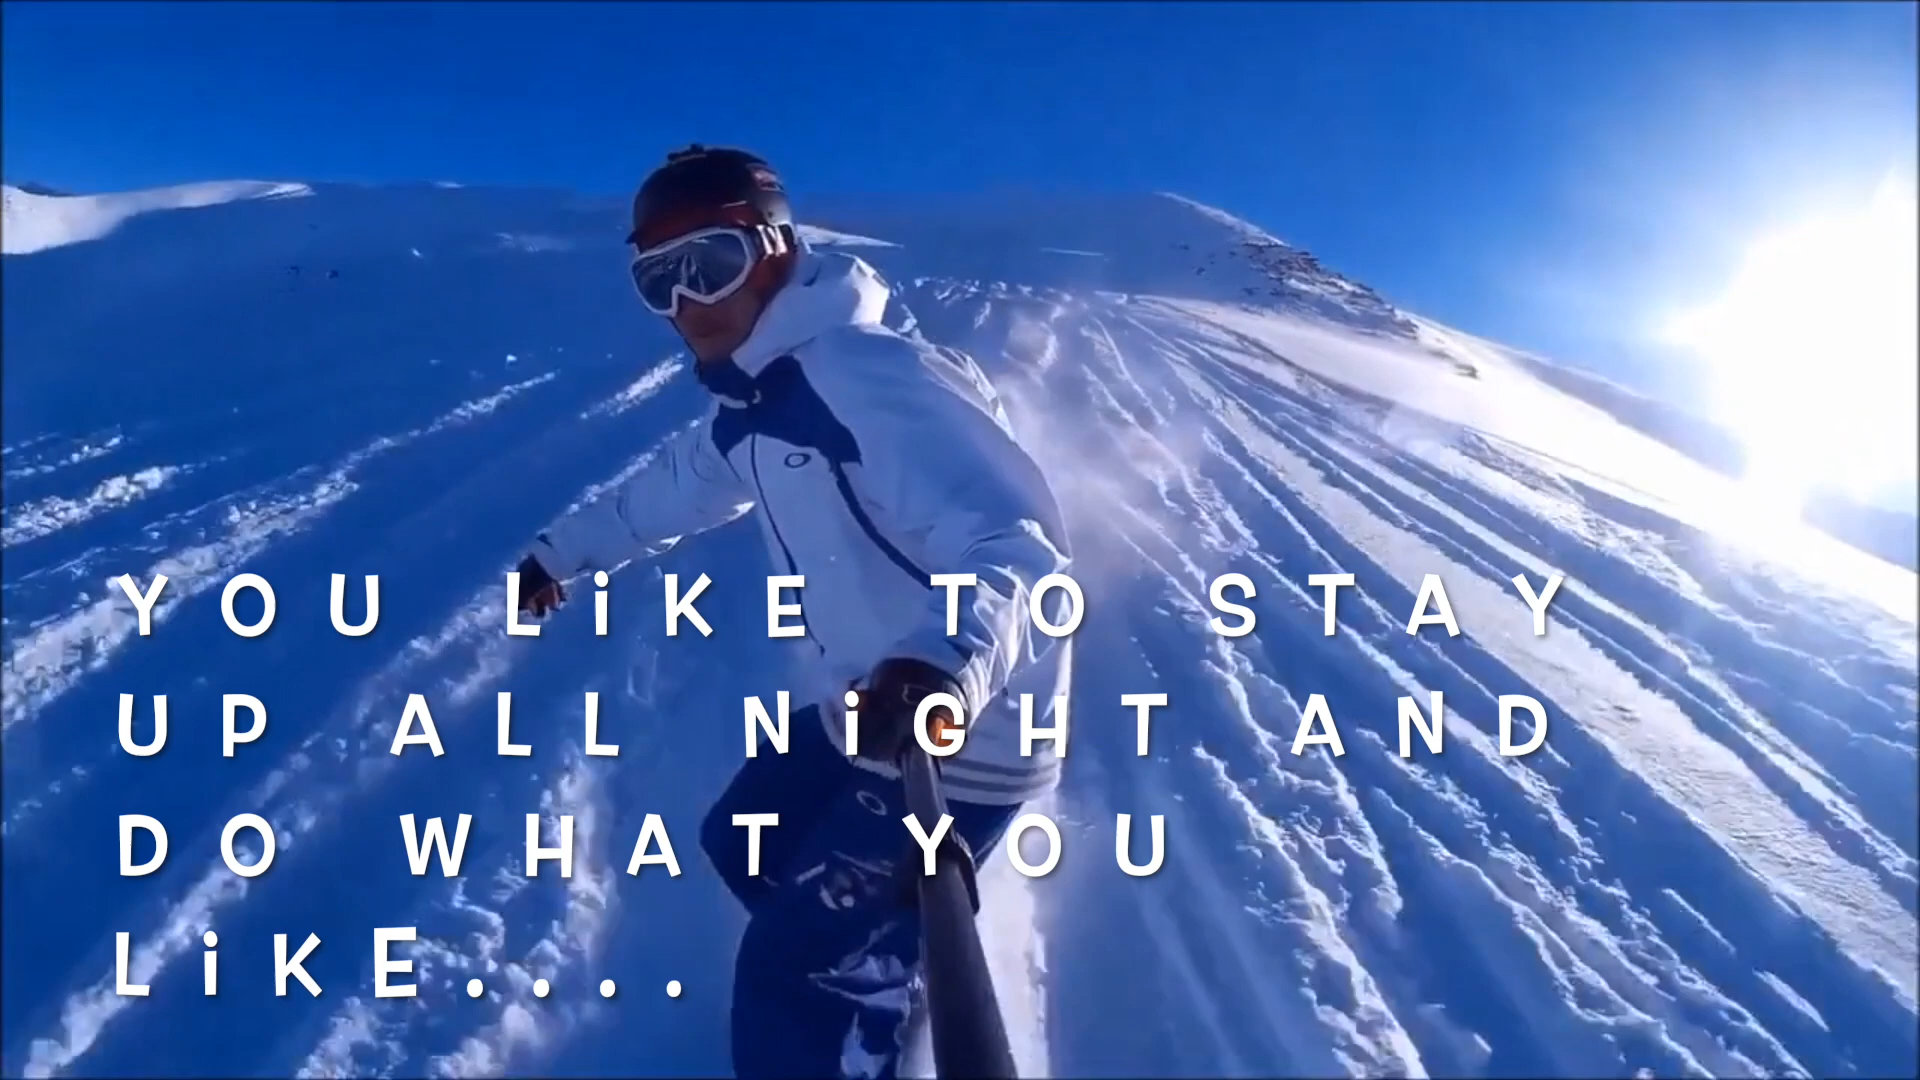 YOU LiKE TO STAY
UP ALL NiGHT AND
DO WHAT YOU
LiKE....